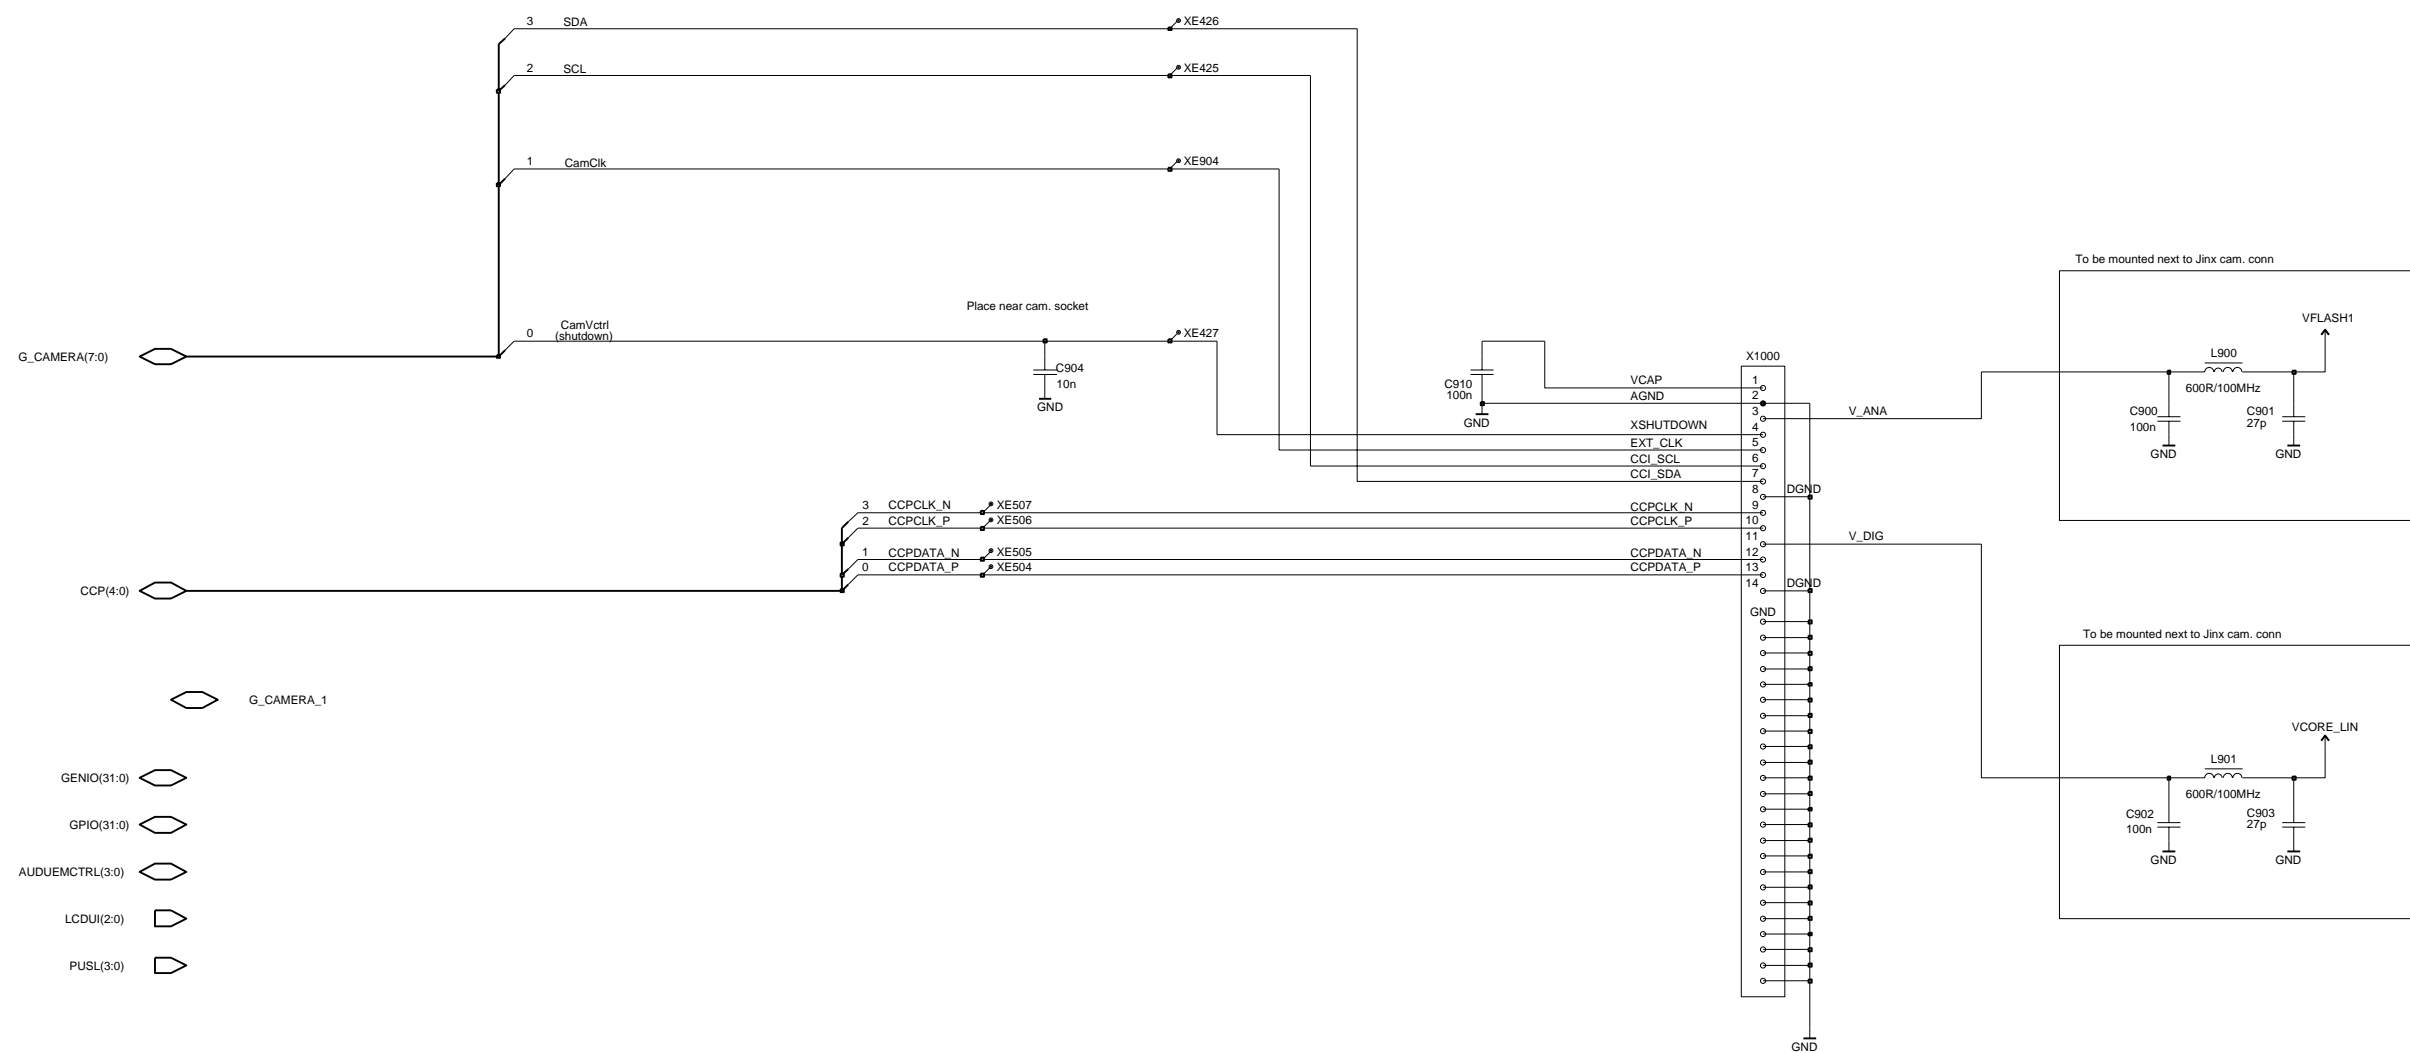 3 SDA XE426
2 SCL XE425
1 CamClk XE904
To be mounted next to Jinx cam. conn
Place near cam. socket
VFLASH1
0 CamVctrl XE427
(shutdown)
G_CAMERA(7:0)
X1000
L900
C904
10n
GND
C910
100n
GND
600R/100MHz
VCAP 1
AGND 2
3 V_ANA
XSHUTDOWN 4
EXT_CLK 5
CCI_SCL 6
CCI_SDA 7
8 DGND
C900
100n
GND
C901
27p
GND
3 CCPCLK_N XE507 CCPCLK_N 9
2 CCPCLK_P XE506 CCPCLK_P 10
11 V_DIG
1 CCPDATA_N XE505 CCPDATA_N 12
0 CCPDATA_P XE504 CCPDATA_P 13
14 DGND
CCP(4:0)
GND
To be mounted next to Jinx cam. conn
G_CAMERA_1
VCORE_LIN
L901
GENIO(31:0)
600R/100MHz
C902
100n
GND
C903
27p
GND
GPIO(31:0)
AUDUEMCTRL(3:0)
LCDUI(2:0)
PUSL(3:0)
GND